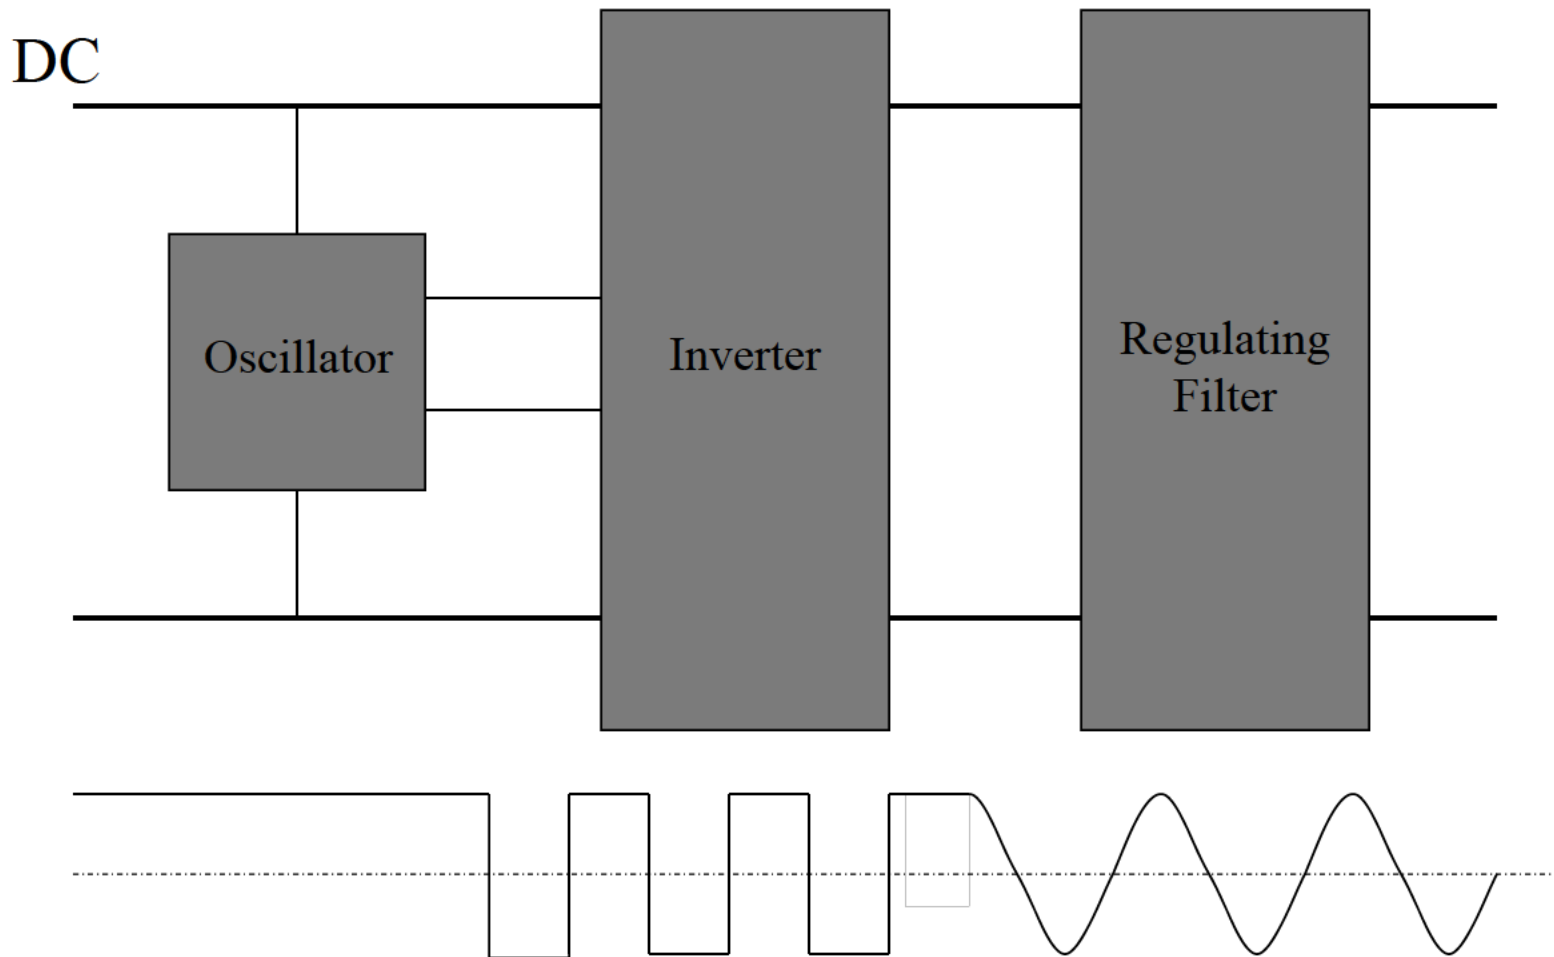 DC
Oscillator
Inverter
Regulating
Filter